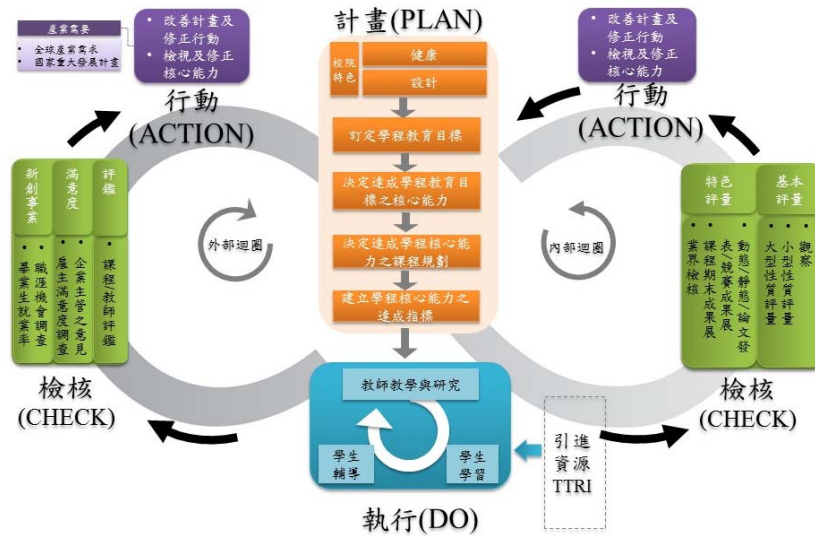 產業需要
• 全球產業需求
• 國家重大發展計畫
• 改善計畫及
修正行動
• 檢視及修正
核心能力
行動
(ACTION)
計畫(PLAN)
校院
特色
健康
設計
訂定學程教育目標
決定達成學程教育目
標之核心能力
決定達成學程核心能
力之課程規劃
建立學程核心能力之
達成指標
• 改善計畫及
修正行動
• 檢視及修正
核心能力
行動
(ACTION)
新創事業
• 職涯機會調查
• 畢業生就業率
滿意度
• 企業主管之意見
• 雇主滿意度調查
評鑑
• 課程/教師評鑑
檢核
(CHECK)
外部迴圈
內部迴圈
特色
評量
• 動態/靜態/論文發
表/競賽成果展
• 課程期末成果展
• 業界檢核
基本
評量
• 觀察
• 小型性質評量
• 大型性質評量
檢核
(CHECK)
教師教學與研究
學生
輔導
學生
學習
執行(DO)
引進
資源
TTRI